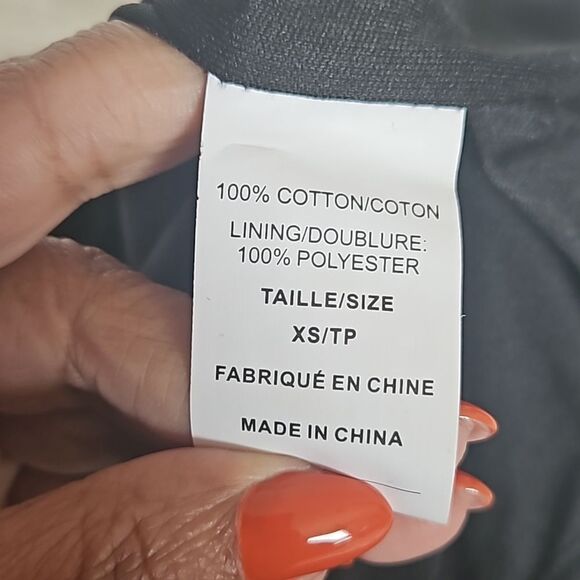 100% COTTON/COTON
LINING/DOUBLURE:
100% POLYESTER
TAILLE/SIZE
XS/TP
FABRIQUÉ EN CHINE
MADE IN CHINA